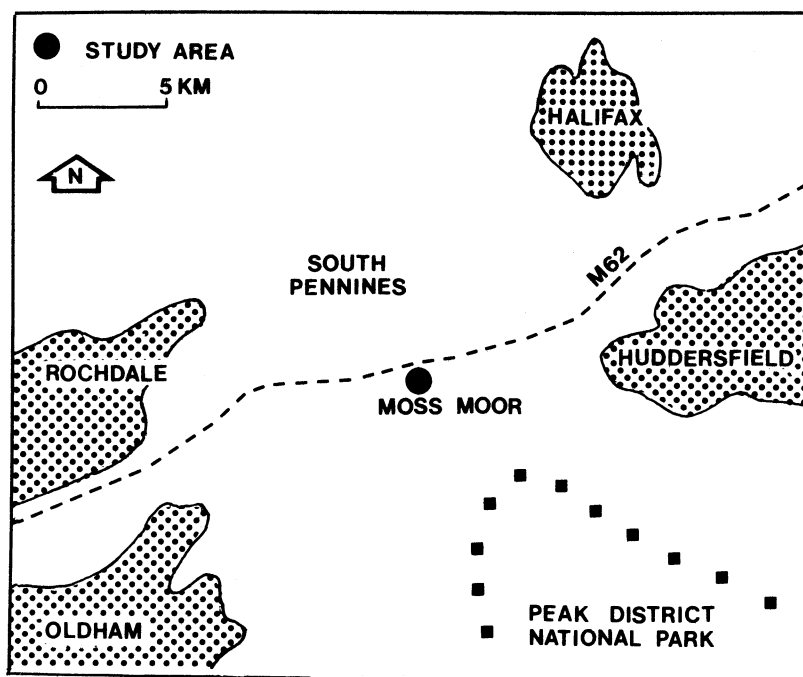 STUDY AREA
0 5 KM
N
HALIFAX
SOUTH
PENNINES
M62
ROCHDALE
HUDDERSFIELD
MOSS MOOR
OLDHAM
PEAK DISTRICT
NATIONAL PARK